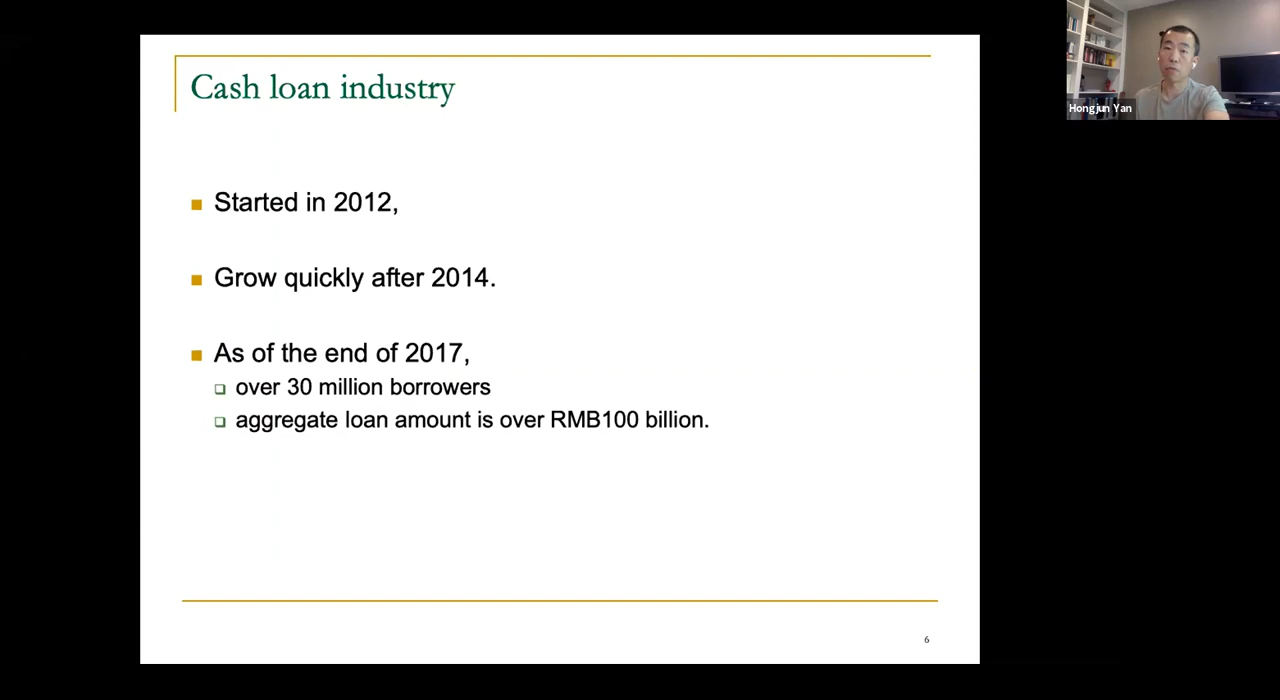 Cash loan industry
Started in 2012,
Grow quickly after 2014.
As of the end of 2017,
over 30 million borrowers
aggregate loan amount is over RMB100 billion.
6
Hongjun Yan